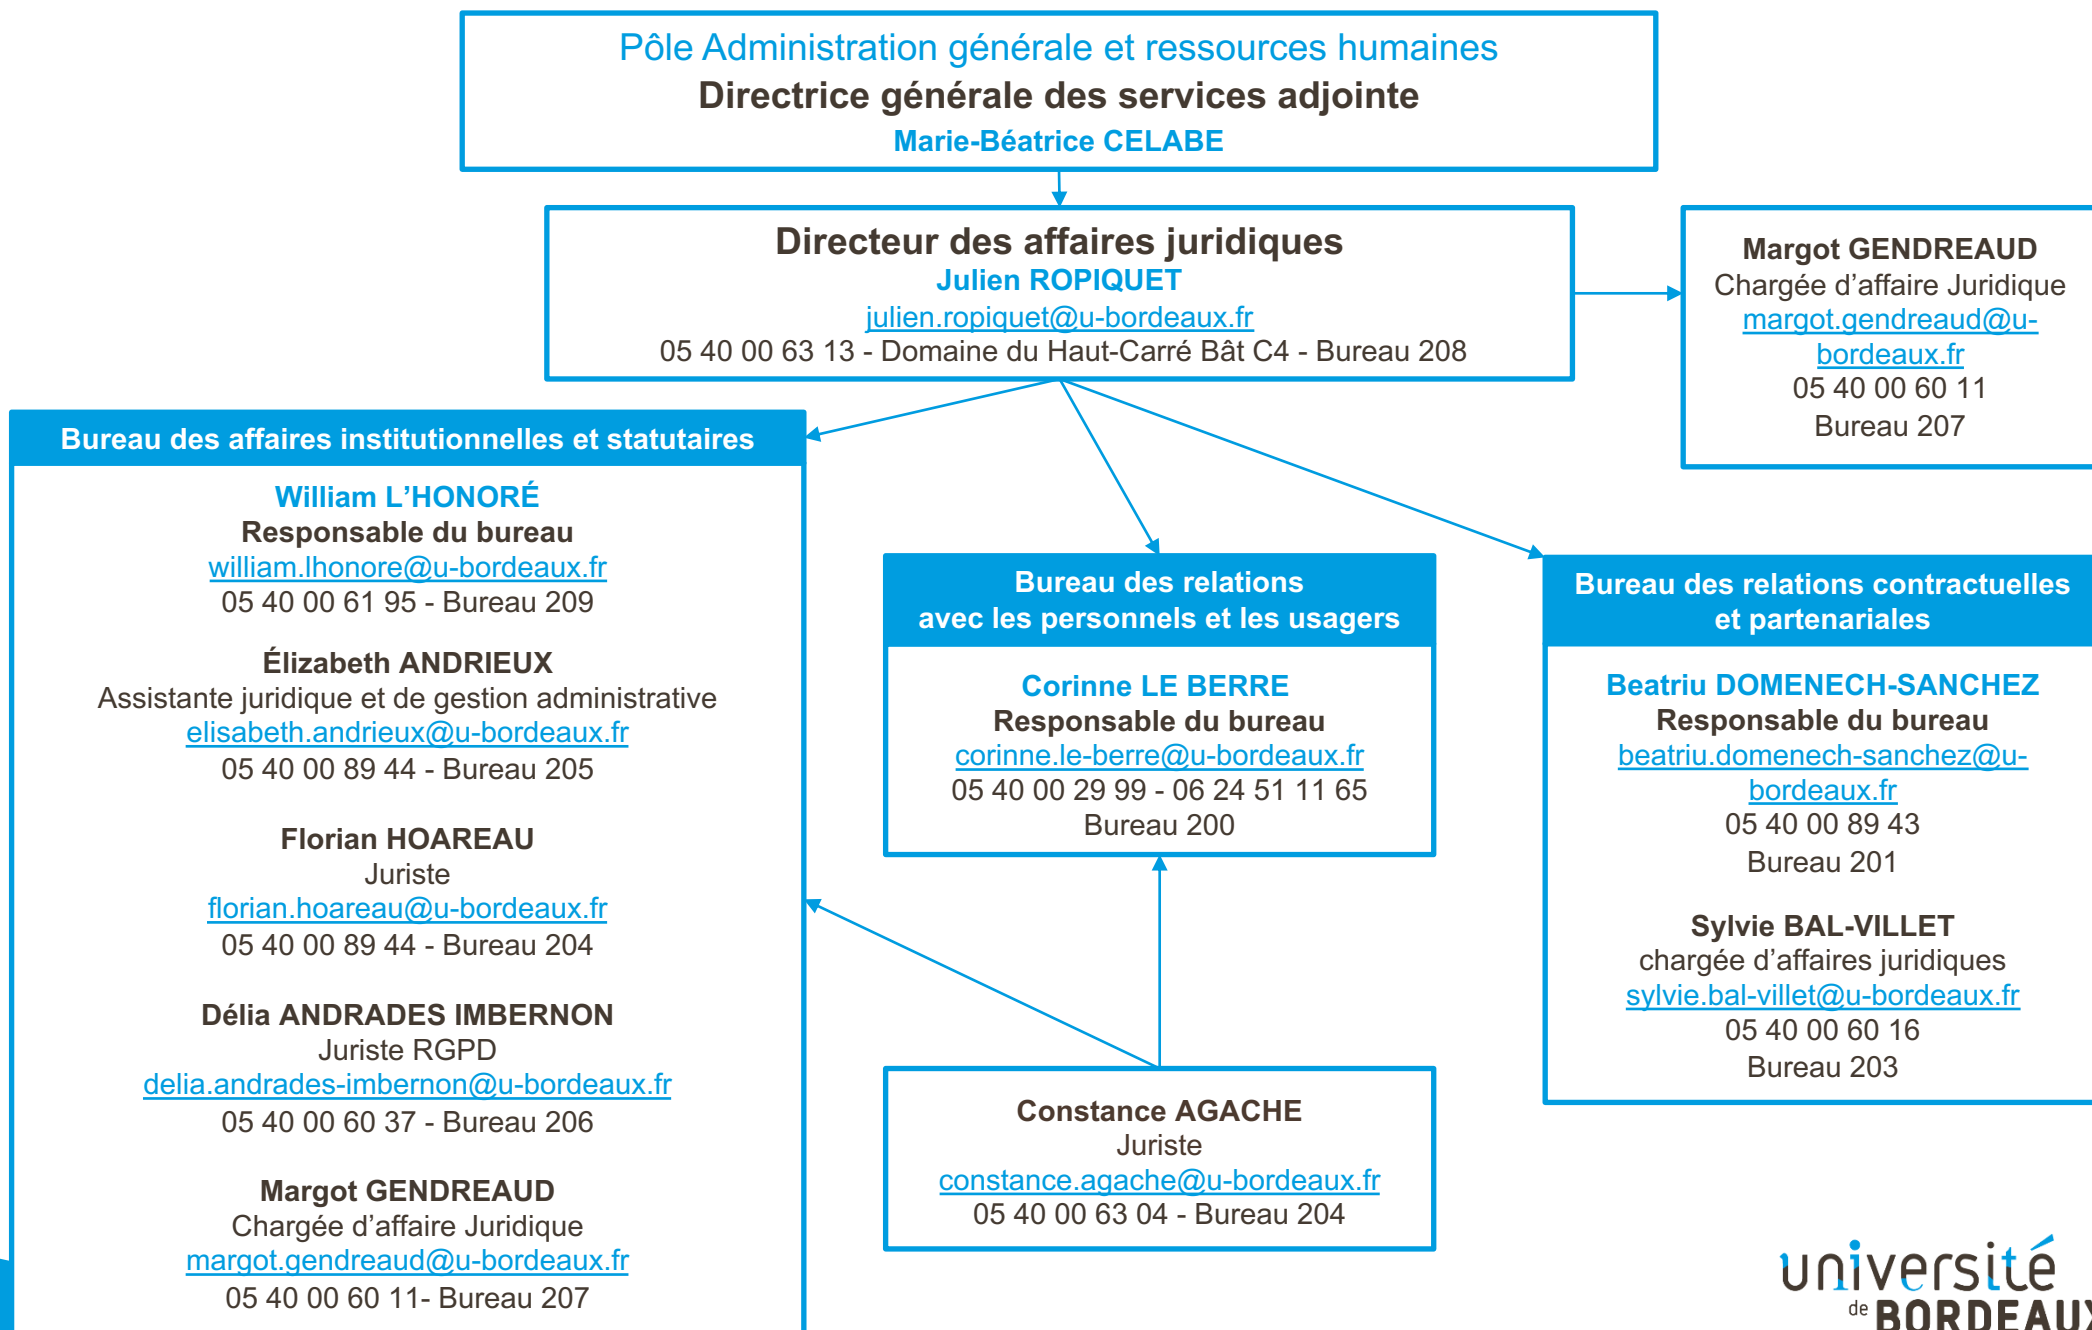 Pôle Administration générale et ressources humaines
Directrice générale des services adjointe
Marie-Béatrice CELABE
Directeur des affaires juridiques
Julien ROPIQUET
julien.ropiquet@u-bordeaux.fr
05 40 00 63 13 - Domaine du Haut-Carré Bât C4 - Bureau 208
Margot GENDREAUD
Chargée d’affaire Juridique
margot.gendreaud@u-
bordeaux.fr
05 40 00 60 11
Bureau 207
Bureau des affaires institutionnelles et statutaires
William L’HONORÉ
Responsable du bureau
william.lhonore@u-bordeaux.fr
05 40 00 61 95 - Bureau 209
Élizabeth ANDRIEUX
Assistante juridique et de gestion administrative
elisabeth.andrieux@u-bordeaux.fr
05 40 00 89 44 - Bureau 205
Florian HOAREAU
Juriste
florian.hoareau@u-bordeaux.fr
05 40 00 89 44 - Bureau 204
Délia ANDRADES IMBERNON
Juriste RGPD
delia.andrades-imbernon@u-bordeaux.fr
05 40 00 60 37 - Bureau 206
Margot GENDREAUD
Chargée d’affaire Juridique
margot.gendreaud@u-bordeaux.fr
05 40 00 60 11- Bureau 207
Bureau des relations
avec les personnels et les usagers
Corinne LE BERRE
Responsable du bureau
corinne.le-berre@u-bordeaux.fr
05 40 00 29 99 - 06 24 51 11 65
Bureau 200
Constance AGACHE
Juriste
constance.agache@u-bordeaux.fr
05 40 00 63 04 - Bureau 204
Bureau des relations contractuelles
et partenariales
Beatriu DOMENECH-SANCHEZ
Responsable du bureau
beatriu.domenech-sanchez@u-
bordeaux.fr
05 40 00 89 43
Bureau 201
Sylvie BAL-VILLET
chargée d’affaires juridiques
sylvie.bal-villet@u-bordeaux.fr
05 40 00 60 16
Bureau 203
université
de BORDEAUX